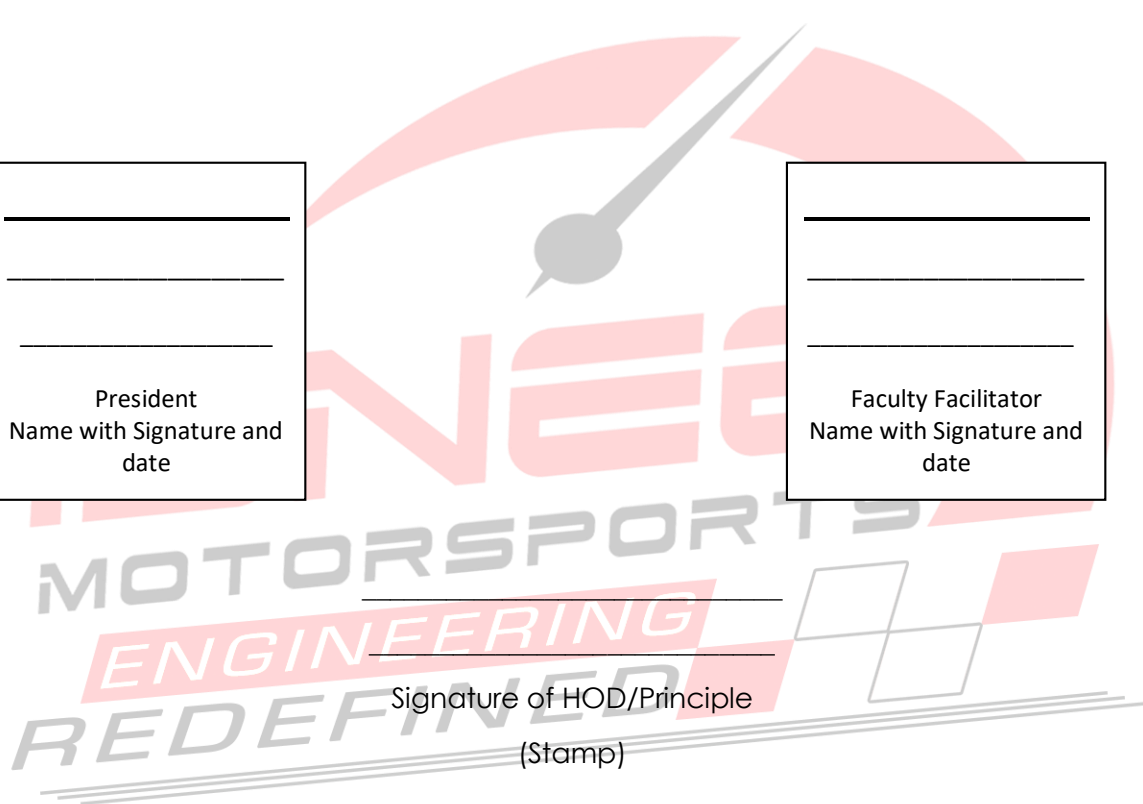 President
Name with Signature and
date
Faculty Facilitator
Name with Signature and
date
MOTORSPORTS
ENGINEERING
REDEFINED
Signature of HOD/Principle
(Stamp)